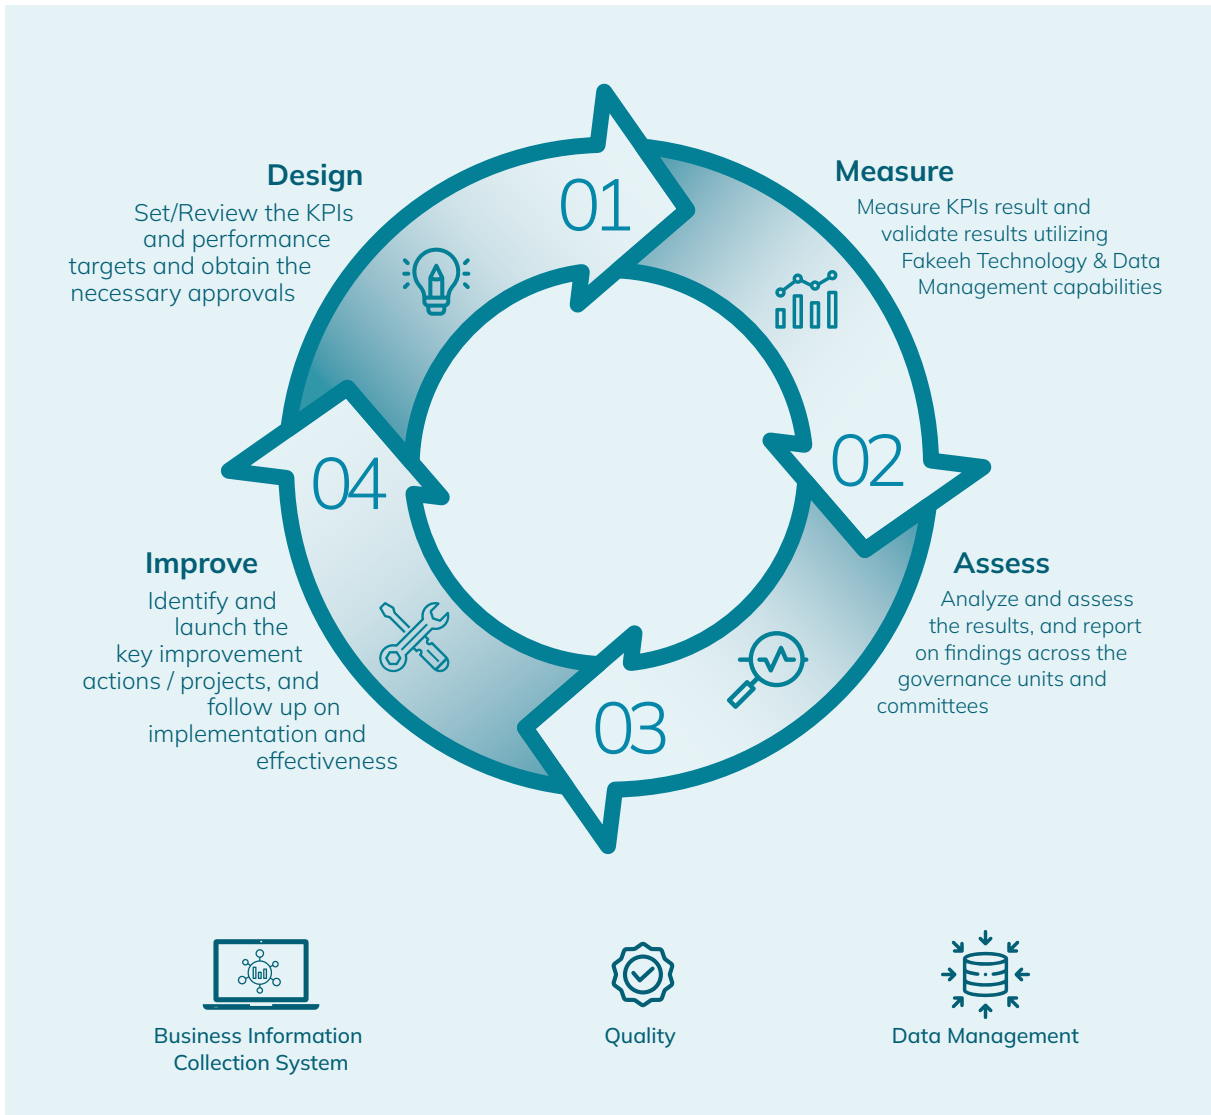 01
Design
Set/Review the KPIs
and performance
targets and obtain the
necessary approvals
02
Measure
Measure KPIs result and
validate results utilizing
Fakeeh Technology & Data
Management capabilities
03
Assess
Analyze and assess
the results, and report
on findings across the
governance units and
committees
04
Improve
Identify and
launch the
key improvement
actions / projects, and
follow up on
implementation and
effectiveness
Business Information
Collection System
Quality
Data Management